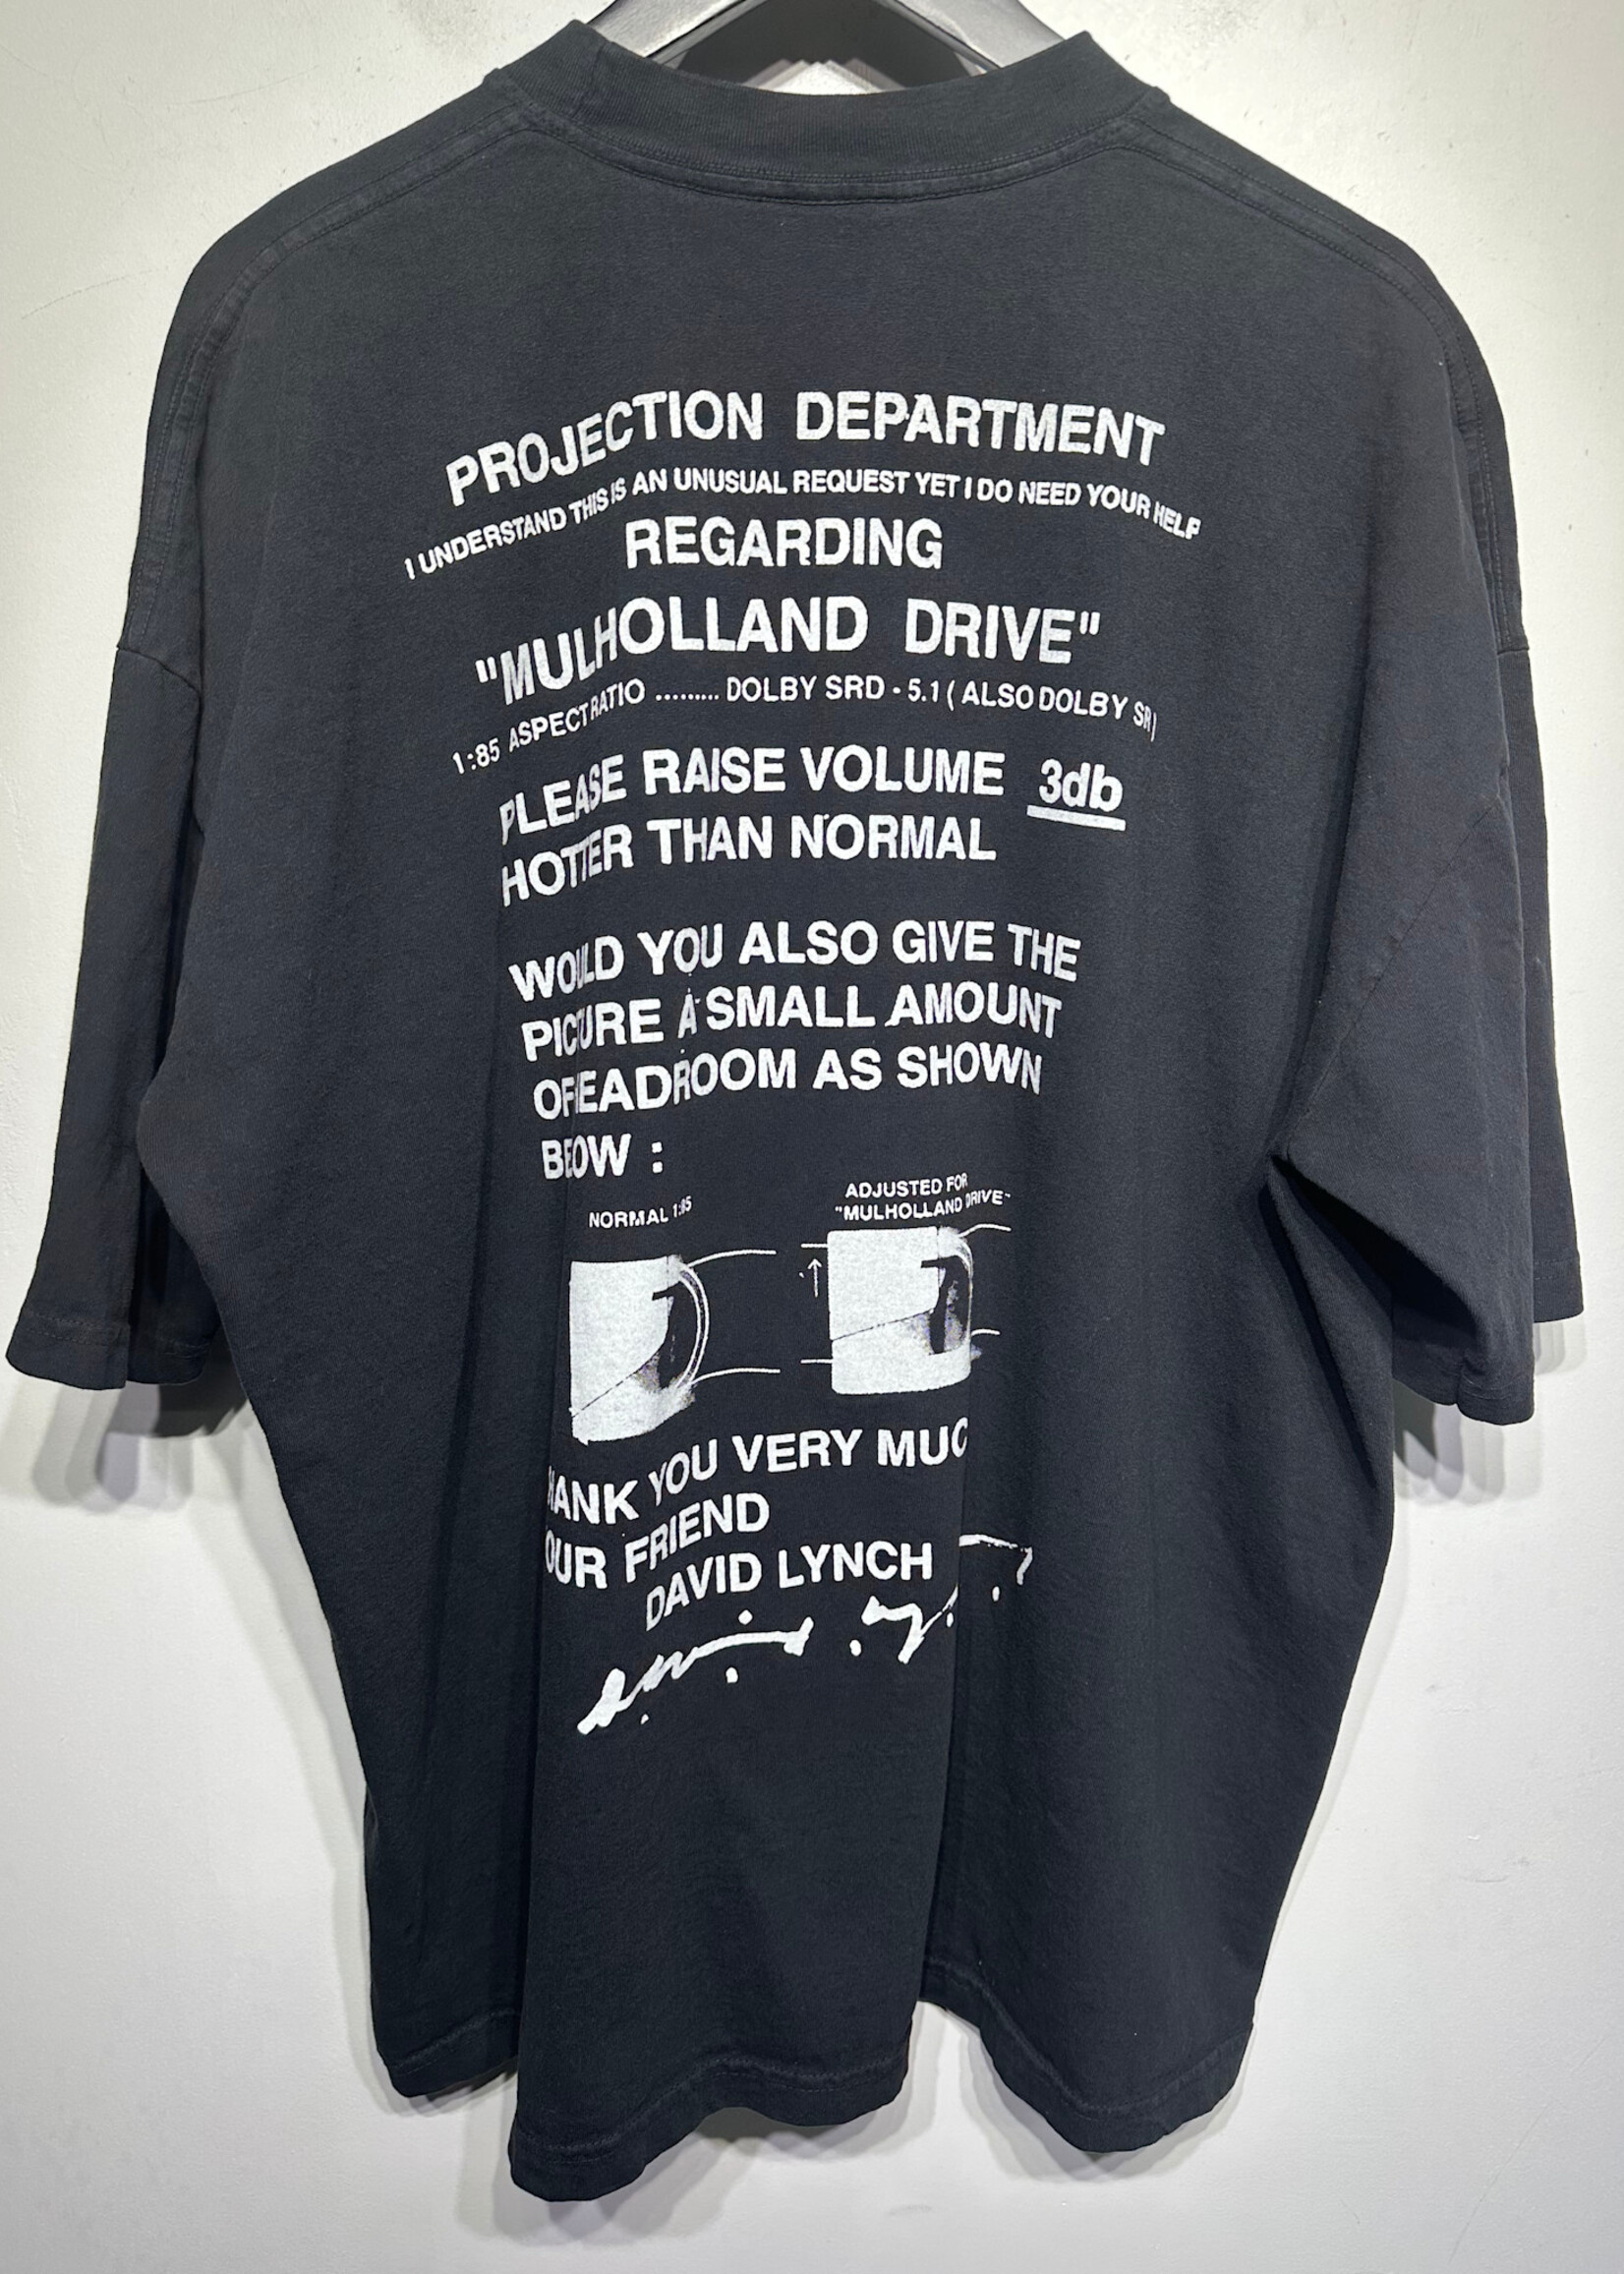 PROJECTION DEPARTMENT
I UNDERSTAND THIS IS AN UNUSUAL REQUEST YET I DO NEED YOUR HELP
REGARDING
"MULHOLLAND DRIVE"
1:85 ASPECT RATIO ......... DOLBY SRD - 5.1 ( ALSO DOLBY SR)
PLEASE RAISE VOLUME 3db
HOTTER THAN NORMAL
WOULD YOU ALSO GIVE THE
PICTURE A SMALL AMOUNT
OF HEADROOM AS SHOWN
BELOW :
NORMAL 1:85
ADJUSTED FOR
"MULHOLLAND DRIVE"
HANK YOU VERY MUC
OUR FRIEND
DAVID LYNCH